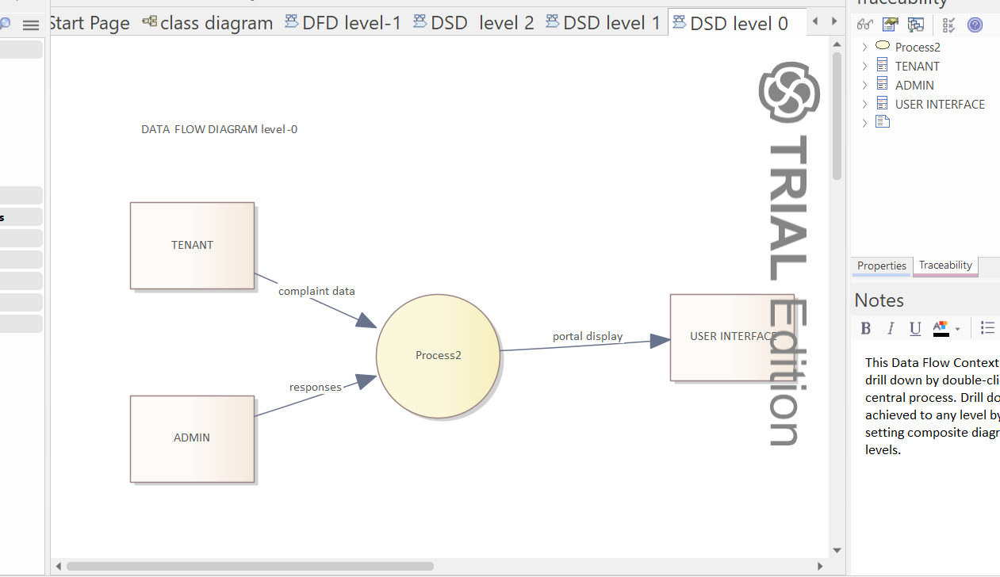 Start Page
class diagram
DFD level-1
DSD level 2
DSD level 1
DSD level 0
Traceability
Process2
TENANT
ADMIN
USER INTERFACE
DATA FLOW DIAGRAM level -0
TENANT
complaint data
Process2
portal display
USER INTERFACE
responses
ADMIN
TRIAL Edition
s
Properties
Traceability
Notes
B I U A
This Data Flow Context
drill down by double-cli
central process. Drill do
achieved to any level by
setting composite diagr
levels.